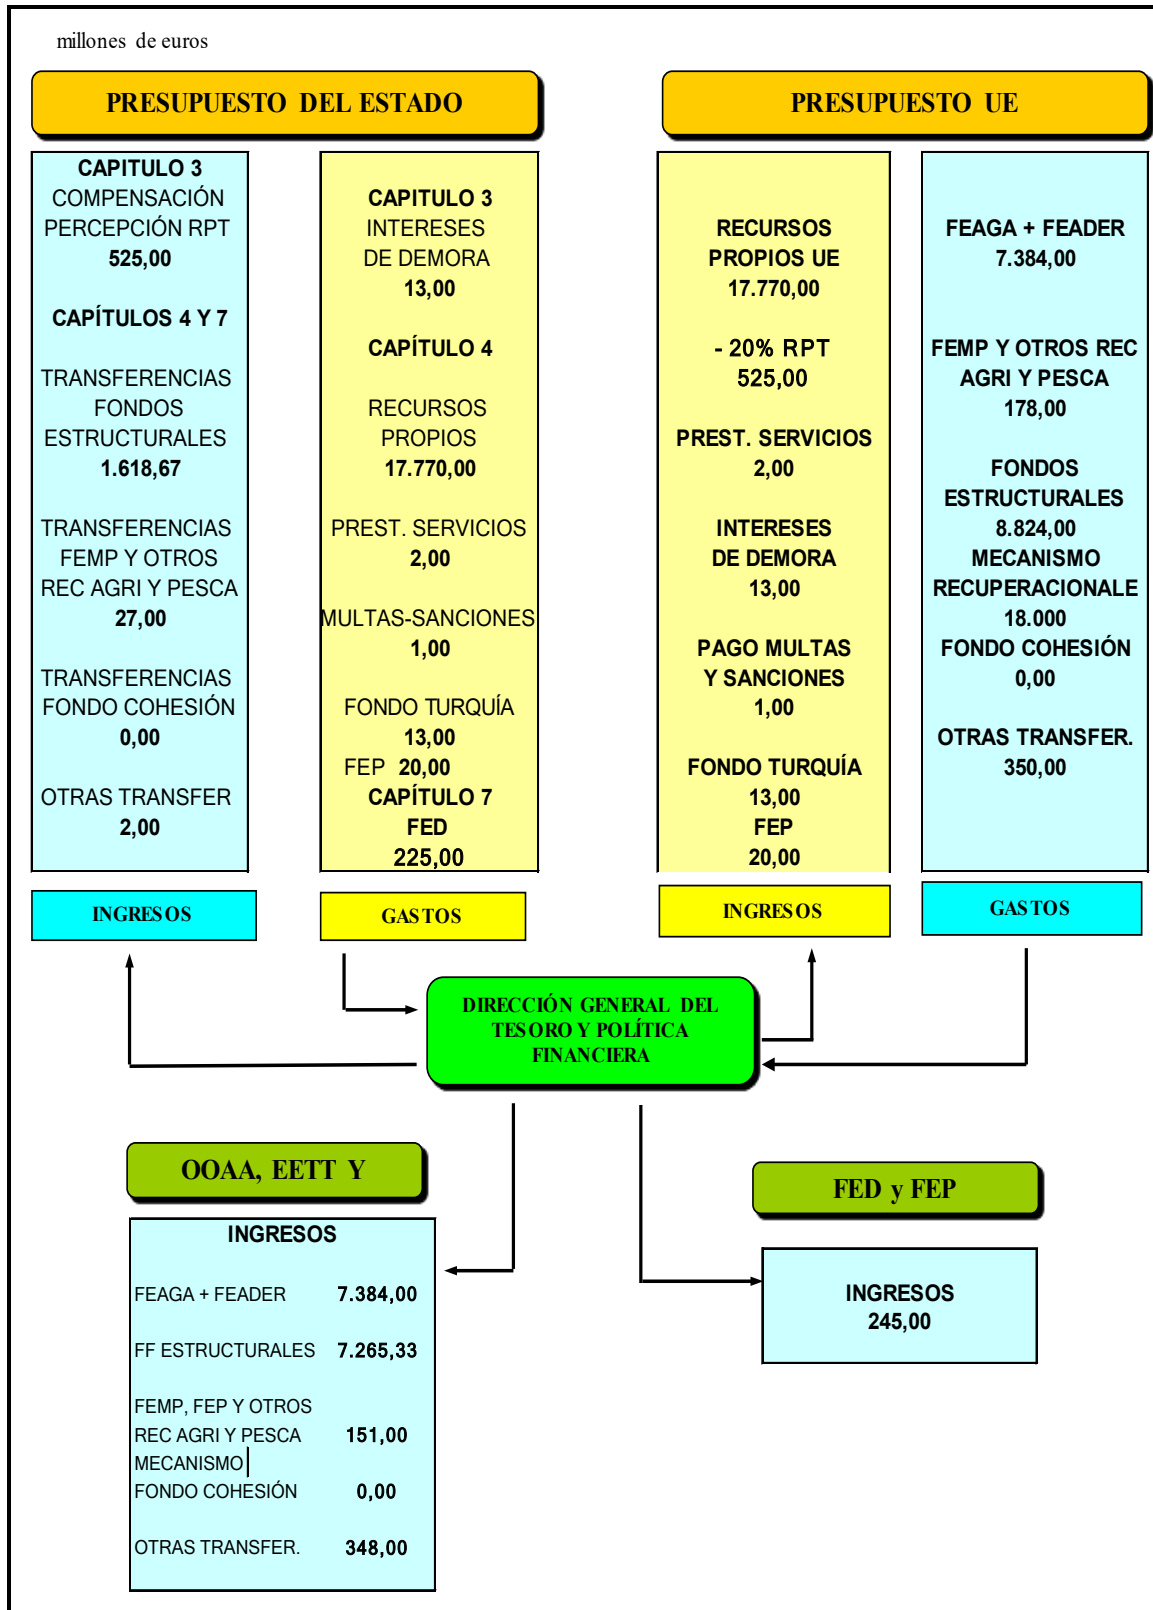 millones de euros
PRESUPUESTO DEL ESTADO
CAPITULO 3
COMPENSACIÓN
PERCEPCIÓN RPT
525,00
CAPÍTULOS 4 Y 7
TRANSFERENCIAS
FONDOS
ESTRUCTURALES
1.618,67
TRANSFERENCIAS
FEMP Y OTROS
REC AGRI Y PESCA
27,00
TRANSFERENCIAS
FONDO COHESIÓN
0,00
OTRAS TRANSFER
2,00
INGRESOS
CAPITULO 3
INTERESES
DE DEMORA
13,00
CAPÍTULO 4
RECURSOS
PROPIOS
17.770,00
PREST. SERVICIOS
2,00
MULTAS-SANCIONES
1,00
FONDO TURQUÍA
13,00
FEP 20,00
CAPÍTULO 7
FED
225,00
GASTOS
PRESUPUESTO UE
RECURSOS
PROPIOS UE
17.770,00
- 20% RPT
525,00
PREST. SERVICIOS
2,00
INTERESES
DE DEMORA
13,00
PAGO MULTAS
Y SANCIONES
1,00
FONDO TURQUÍA
13,00
FEP
20,00
INGRESOS
FEAGA + FEADER
7.384,00
FEMP Y OTROS REC
AGRI Y PESCA
178,00
FONDOS
ESTRUCTURALES
8.824,00
MECANISMO
RECUPERACIONALE
18.000
FONDO COHESIÓN
0,00
OTRAS TRANSFER.
350,00
GASTOS
DIRECCIÓN GENERAL DEL
TESORO Y POLÍTICA
FINANCIERA
OOAA, EETT Y
INGRESOS
FEAGA + FEADER 7.384,00
FF ESTRUCTURALES 7.265,33
FEMP, FEP Y OTROS
REC AGRI Y PESCA 151,00
MECANISMO
FONDO COHESIÓN 0,00
OTRAS TRANSFER. 348,00
FED y FEP
INGRESOS
245,00